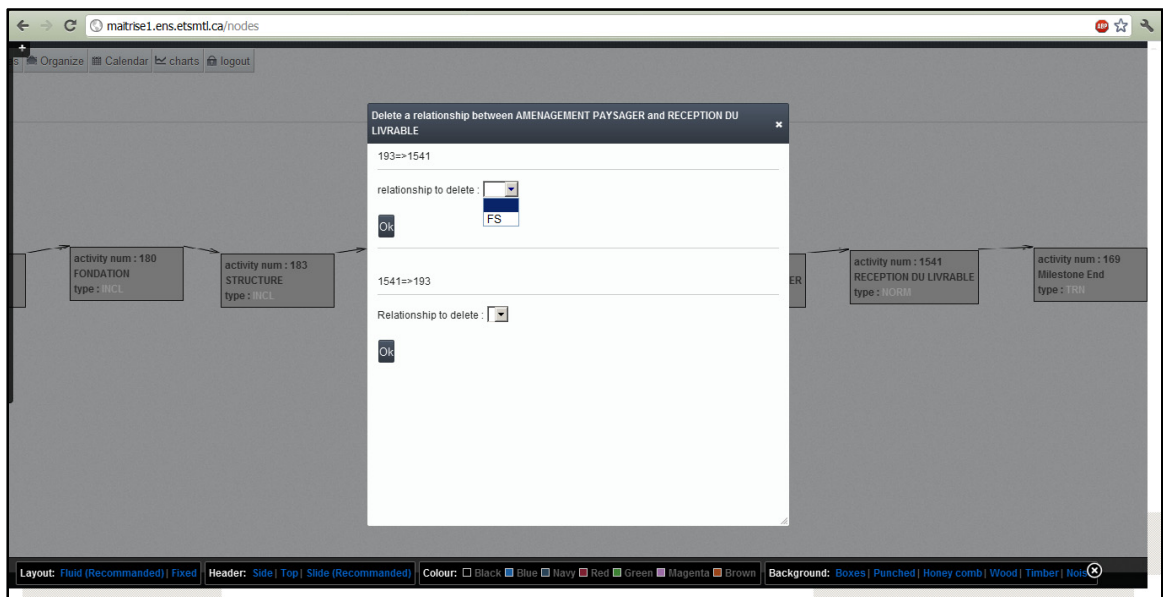 maitrise1.ens.etsmtl.ca/nodes
ABP
+
s Organize Calendar charts logout
Delete a relationship between AMENAGEMENT PAYSAGER and RECEPTION DU
LIVRABLE
193=>1541
relationship to delete :
FS
Ok
1541=>193
Relationship to delete :
Ok
activity num : 180
FONDATION
type : INCL
activity num : 183
STRUCTURE
type : INCL
ER
activity num : 1541
RECEPTION DU LIVRABLE
type : NORM
activity num : 169
Milestone End
type : TRN
Layout: Fluid (Recommanded) | Fixed Header: Side | Top | Slide (Recommanded) Colour: Black Blue Navy Red Green Magenta Brown Background: Boxes | Punched | Honey comb | Wood | Timber | Nois